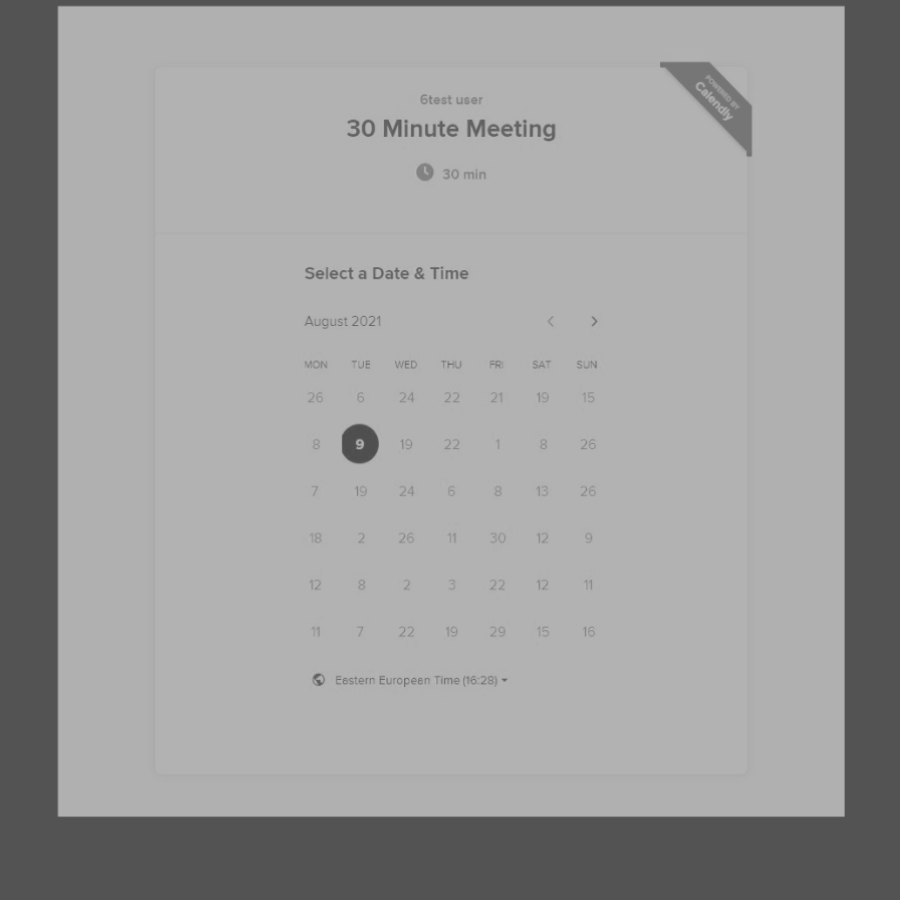 POWERED BY
Calendly
6test user
30 Minute Meeting
30 min
Select a Date & Time
August 2021
MON TUE WED THU FRI SAT SUN
26 6 24 22 21 19 15
8 9 19 22 1 8 26
7 19 24 6 8 13 26
18 2 26 11 30 12 9
12 8 2 3 22 12 11
11 7 22 19 29 15 16
Eastern European Time (16:28)